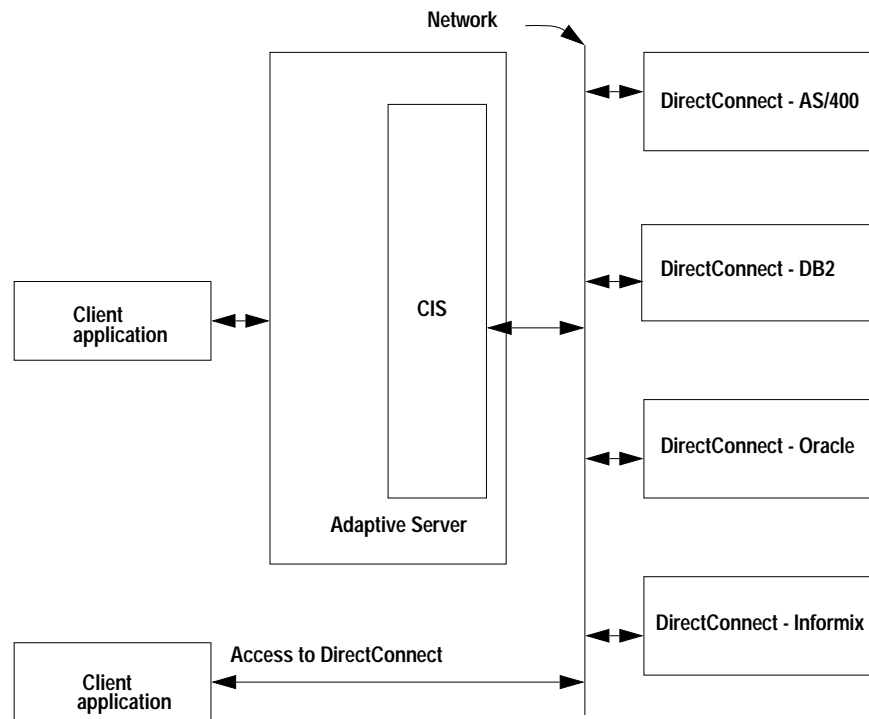 Network
DirectConnect - AS/400
DirectConnect - DB2
CIS
Client
application
DirectConnect - Oracle
Adaptive Server
DirectConnect - Informix
Access to DirectConnect
Client
application